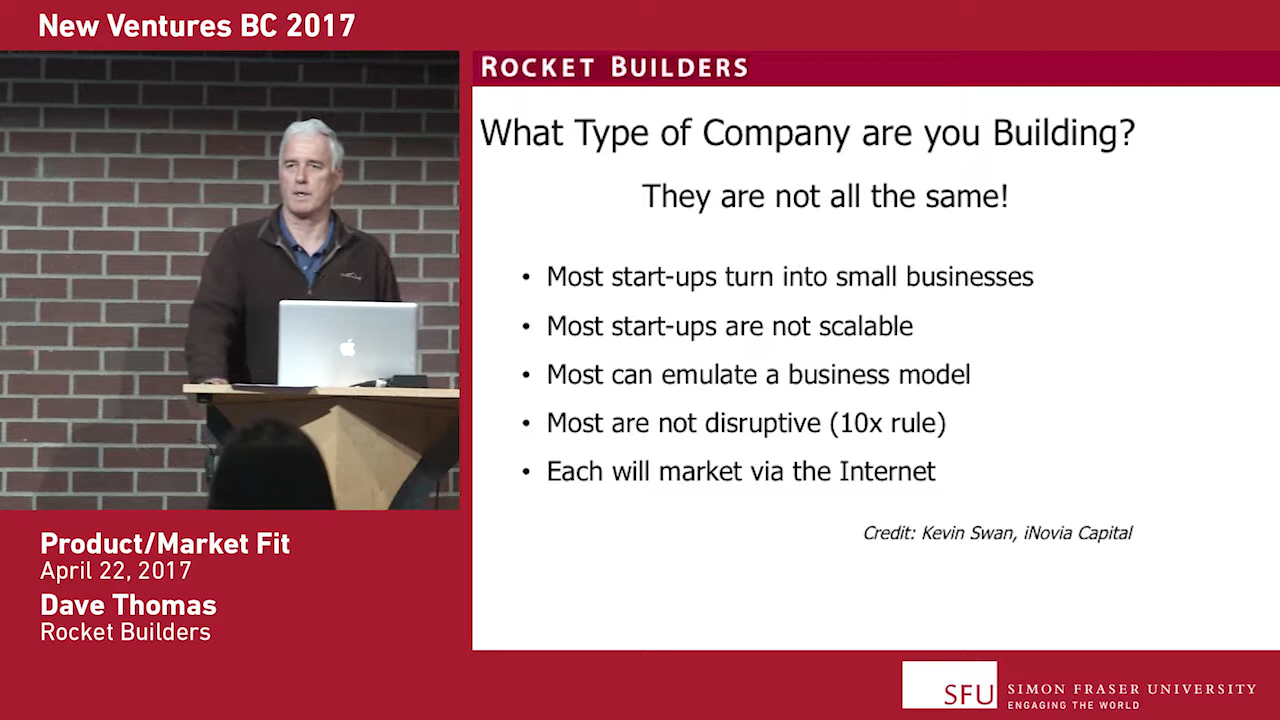 New Ventures BC 2017
ROCKET BUILDERS
What Type of Company are you Building?
They are not all the same!
• Most start-ups turn into small businesses
• Most start-ups are not scalable
• Most can emulate a business model
• Most are not disruptive (10x rule)
• Each will market via the Internet
Credit: Kevin Swan, iNovia Capital
Product/Market Fit
April 22, 2017
Dave Thomas
Rocket Builders
SFU
SIMON FRASER UNIVERSITY
ENGAGING THE WORLD